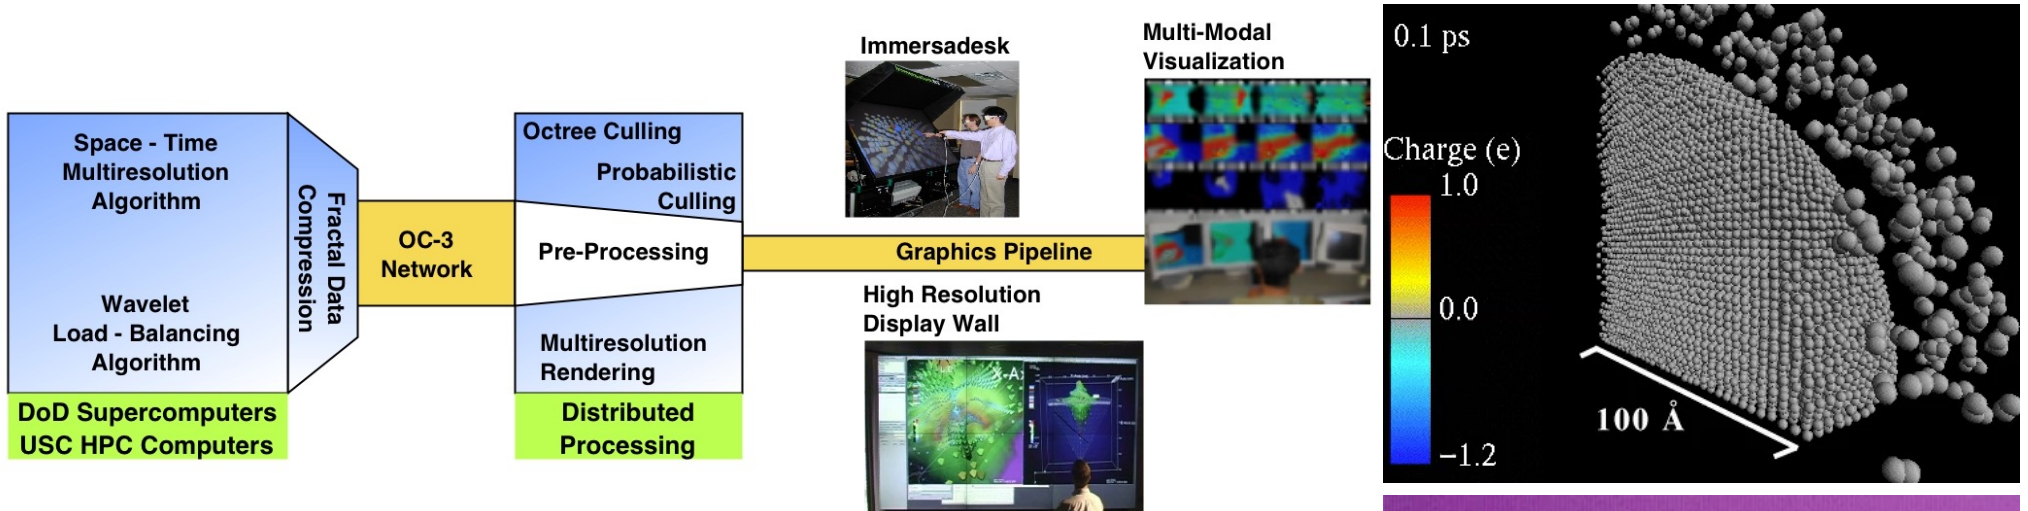 Space - Time
Multiresolution
Algorithm
Wavelet
Load - Balancing
Algorithm
DoD Supercomputers
USC HPC Computers
Fractal Data
Compression
OC-3
Network
Octree Culling
Probabilistic
Culling
Pre-Processing
Multiresolution
Rendering
Distributed
Processing
Immersadesk
Graphics Pipeline
High Resolution
Display Wall
X-Ax
Multi-Modal
Visualization
0.1 ps
Charge (e)
1.0
0.0
−1.2
100 Å